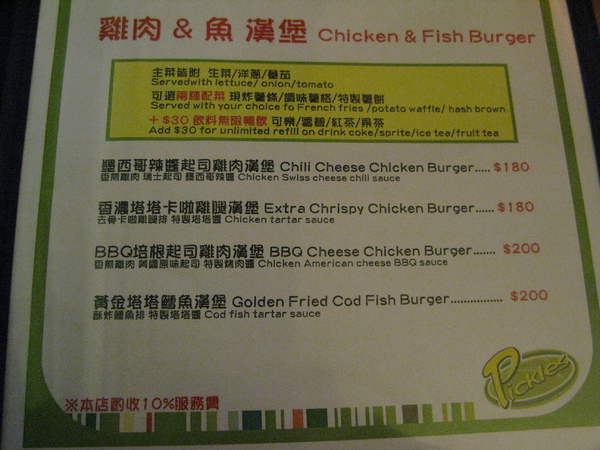 雞肉 & 魚 漢堡 Chicken & Fish Burger
主菜皆附 生菜/洋蔥/蕃茄
Servedwith lettuce/ onion/tomato
可選兩種配菜 現炸薯條/調味薯格/特製薯餅
Served with your choice fo French fries /potato waffle/ hash brown
+ $30 飲料無限暢飲 可樂/雪碧/紅茶/果茶
Add $30 for unlimited refill on drink coke/sprite/ice tea/fruit tea
墨西哥辣醬起司雞肉漢堡 Chili Cheese Chicken Burger..... $180
香煎雞肉 瑞士起司 墨西哥辣醬 Chicken Swiss cheese chili sauce
香濃塔塔卡啦雞腿漢堡 Extra Chrispy Chicken Burger...... $180
去骨卡啦雞腿排 特製塔塔醬 Chicken tartar sauce
BBQ培根起司雞肉漢堡 BBQ Cheese Chicken Burger....... $200
香煎雞肉 美國原味起司 特製烤肉醬 Chicken American cheese BBQ sauce
黃金塔塔鱈魚漢堡 Golden Fried Cod Fish Burger................ $200
酥炸鱈魚排 特製塔塔醬 Cod fish tartar sauce
Pickles
※本店酌收10%服務費